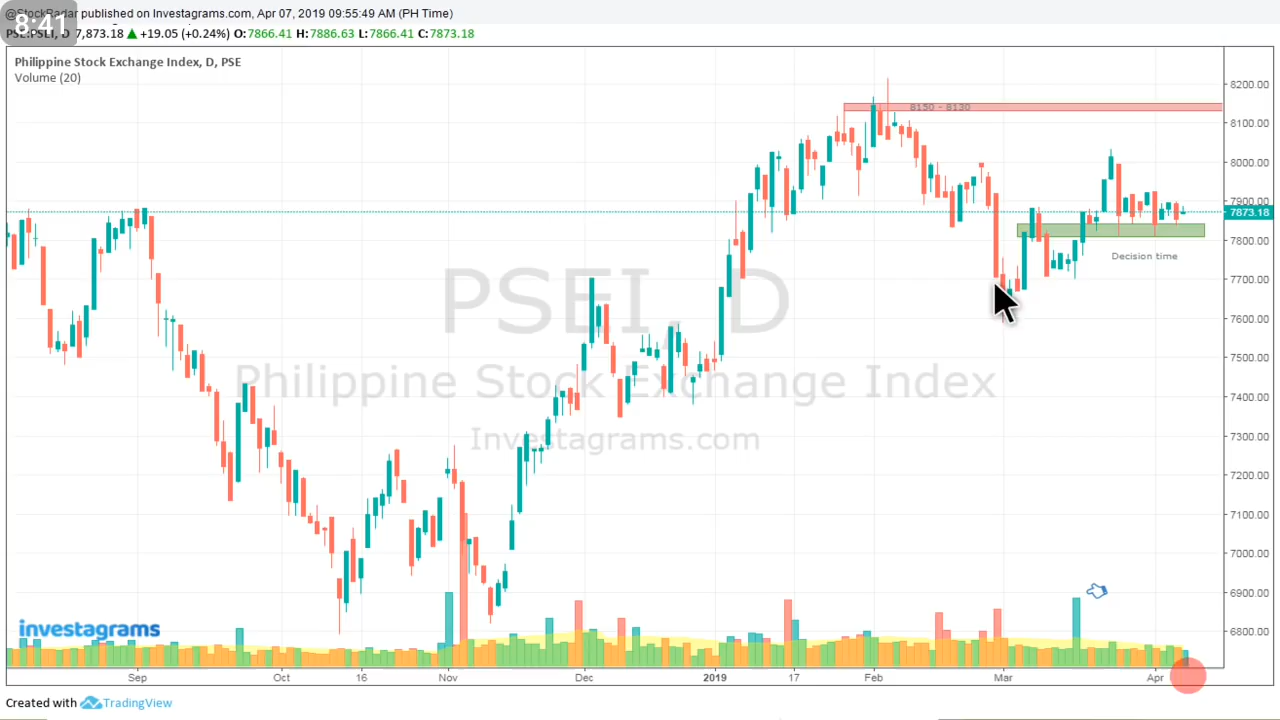 @StockRadar published on Investagrams.com, Apr 07, 2019 09:55:49 AM (PH Time)
8:41
PSE:PSEI, D 7,873.18 ▲ +19.05 (+0.24%) O:7866.41 H:7886.63 L:7866.41 C:7873.18
Philippine Stock Exchange Index, D, PSE
Volume (20)
8200.00
8150 - 8130
8100.00
8000.00
7900.00
7873.18
7800.00
Decision time
7700.00
PSEI, D
7600.00
7500.00
Philippine Stock Exchange Index
7400.00
Investagrams.com
7300.00
7200.00
7100.00
7000.00
6900.00
investagrams
6800.00
Sep Oct 16 Nov Dec 2019 17 Feb Mar Apr
Created with TradingView